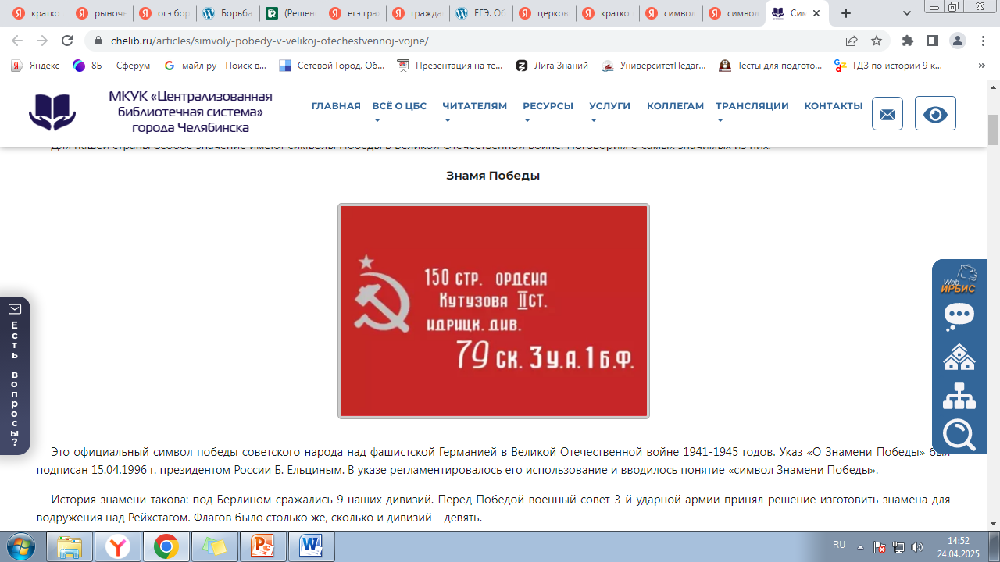 кратко
рыночн
огэ бор
Борьба
(Решен
егэ гра
гражда
ЕГЭ. Об
церков
кратко
символ
символ
Сим
chelib.ru/articles/simvoly-pobedy-v-velikoj-otechestvennoj-vojne/
Яндекс
8Б — Сферум
майл ру - Поиск в...
Сетевой Город. Об...
Презентация на те...
Лига Знаний
УниверситетПедаг...
Тесты для подгото...
ГДЗ по истории 9 к...
»
МКУК «Централизованная
библиотечная система»
города Челябинска
ГЛАВНАЯ
ВСЁ О ЦБС
ЧИТАТЕЛЯМ
РЕСУРСЫ
УСЛУГИ
КОЛЛЕГАМ
ТРАНСЛЯЦИИ
КОНТАКТЫ
Для нашей страны особое значение имеют символы Победы в Великой Отечественной войне. Поговорим о самых значимых из них.
Знамя Победы
150 СТР. ОРДЕНА
Кутузова II СТ.
ИДРИЦК. ДИВ.
79 СК. 3 У.А. 1 Б.Ф.
Web
ИРБИС
Есть вопросы?
Это официальный символ победы советского народа над фашистской Германией в Великой Отечественной войне 1941-1945 годов. Указ «О Знамени Победы» был
подписан 15.04.1996 г. президентом России Б. Ельциным. В указе регламентировалось его использование и вводилось понятие «символ Знамени Победы».
История знамени такова: под Берлином сражались 9 наших дивизий. Перед Победой военный совет 3-й ударной армии принял решение изготовить знамена для
водружения над Рейхстагом. Флагов было столько же, сколько и дивизий – девять.
RU
14:52
24.04.2025